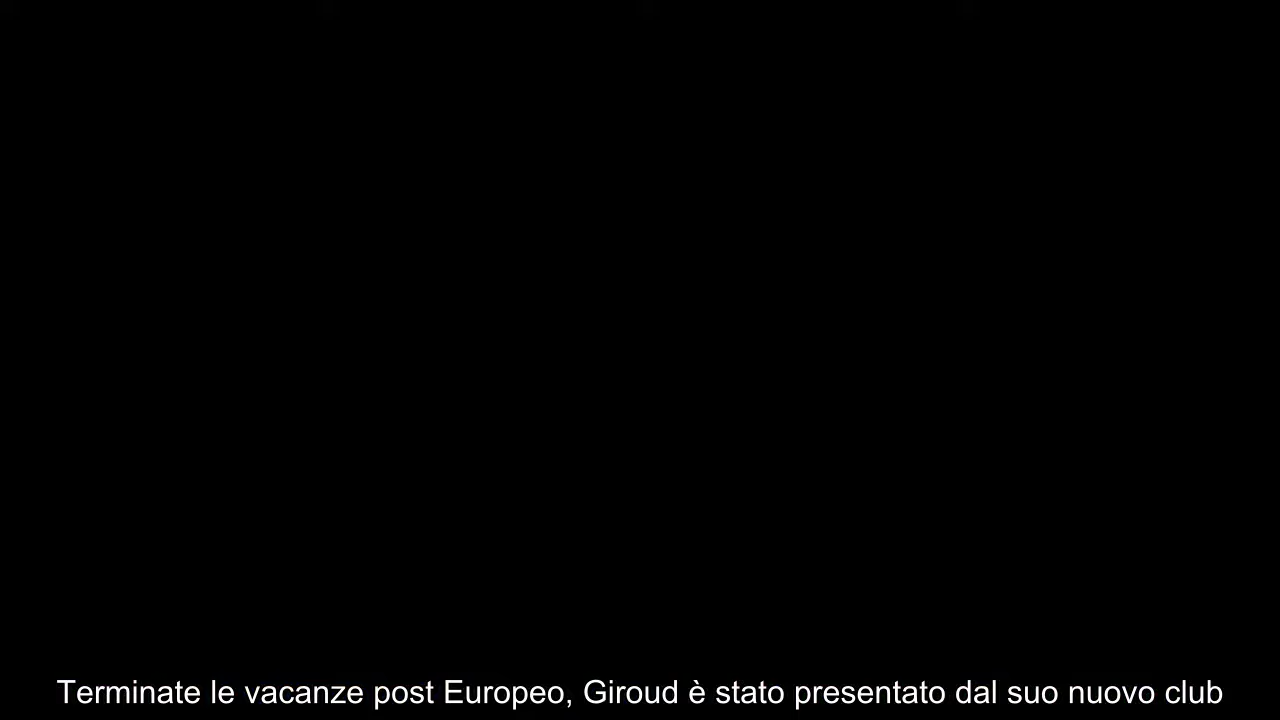 Terminate le vacanze post Europeo, Giroud è stato presentato dal suo nuovo club